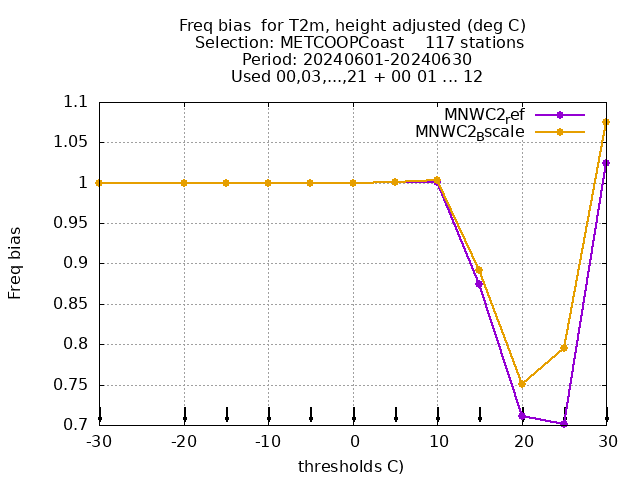 Freq bias  for T2m, height adjusted (deg C)
Selection: METCOOPCoast    117 stations
Period: 20240601-20240630
Used 00,03,...,21 + 00 01 ... 12
MNWC2_ref
MNWC2_Bscale
1.1
1.05
1
0.95
0.9
0.85
0.8
0.75
0.7
Freq bias
-30 -20 -10 0 10 20 30
thresholds C)